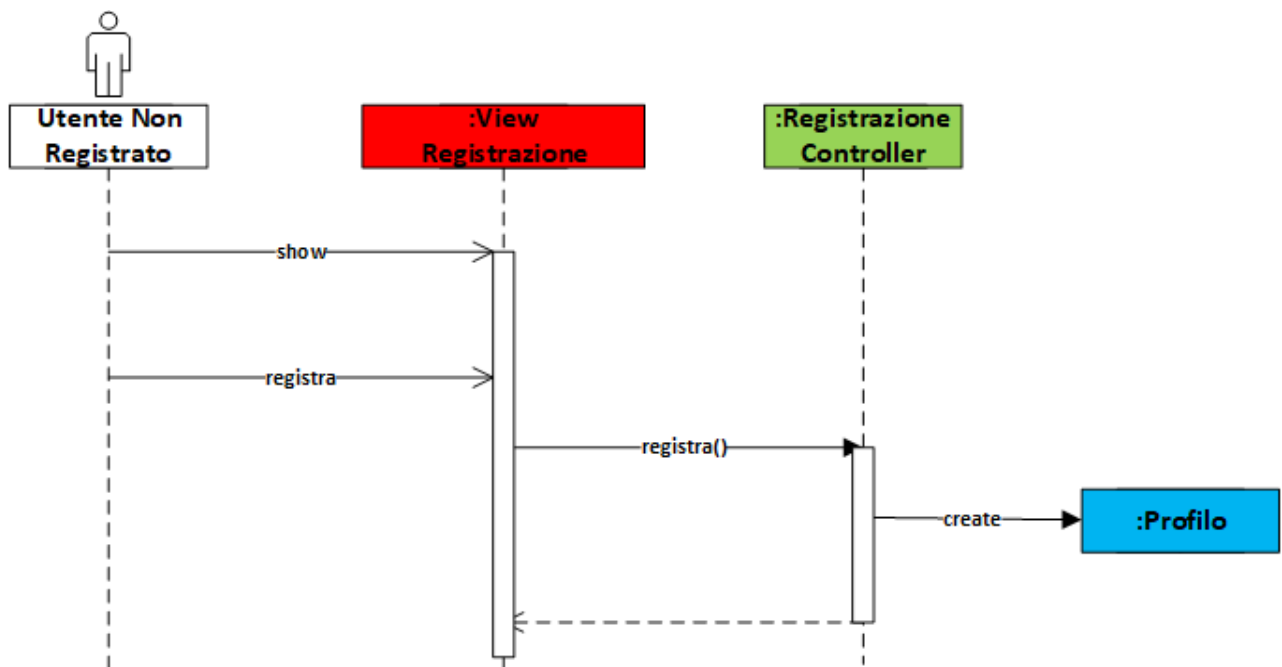 Utente Non
Registrato
:View
Registrazione
:Registrazione
Controller
show
registra
registra()
create
:Profilo